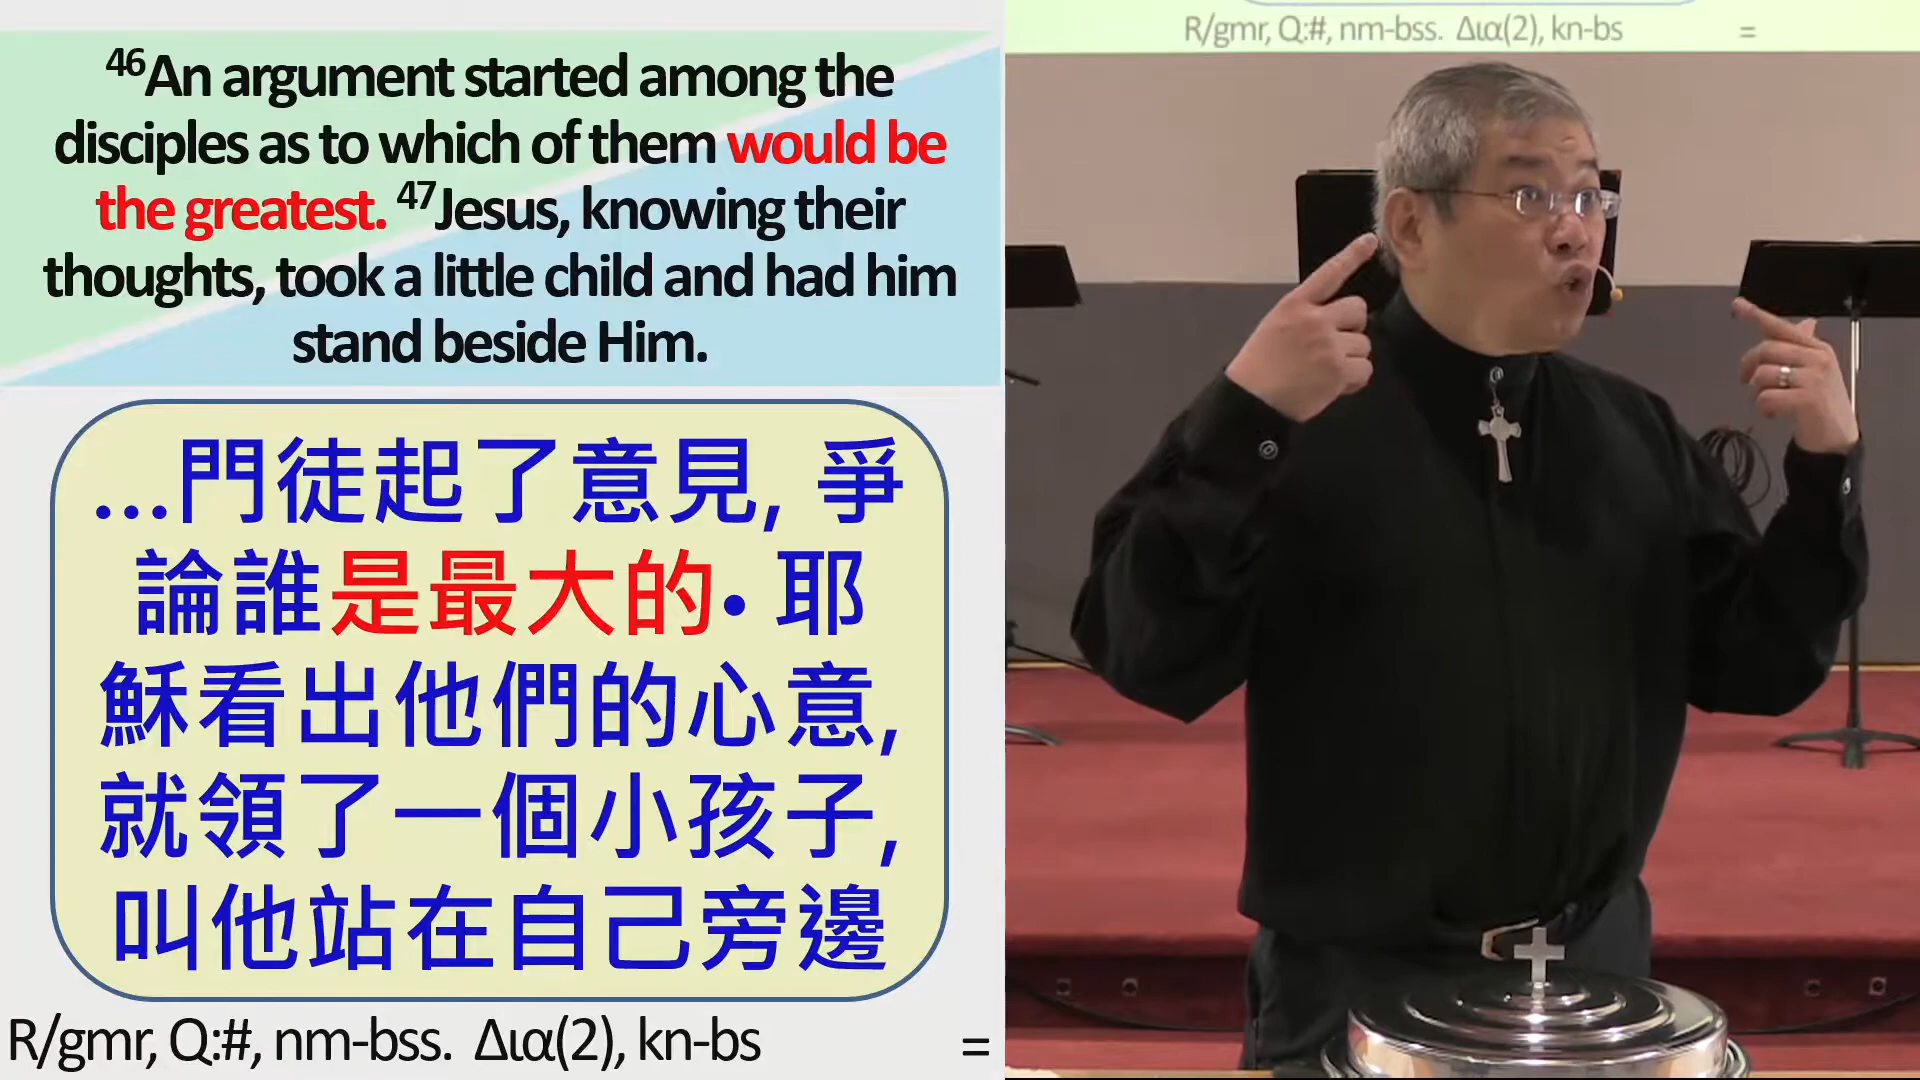 ⁴⁶An argument started among the
disciples as to which of them would be
the greatest. ⁴⁷Jesus, knowing their
thoughts, took a little child and had him
stand beside Him.
...門徒起了意見, 爭
論誰是最大的• 耶
穌看出他們的心意,
就領了一個小孩子,
叫他站在自己旁邊
R/gmr, Q:#, nm-bss. Δια(2), kn-bs =
R/gmr, Q:#, nm-bss. Δια(2), kn-bs =